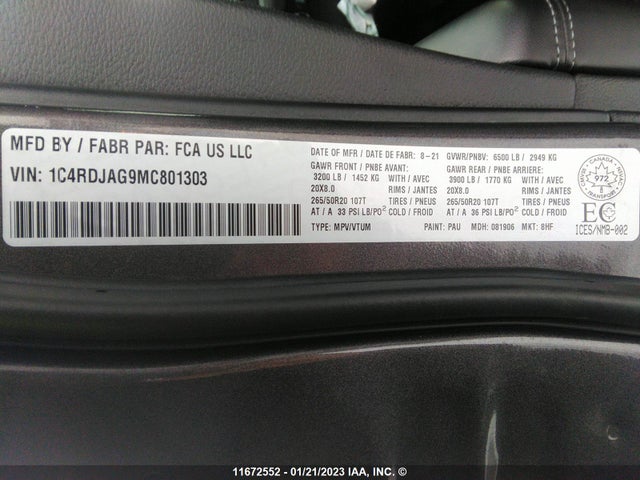 MFD BY / FABR PAR: FCA US LLC
VIN: 1C4RDJAG9MC801303
DATE OF MFR / DATE DE FABR: 8-21 GVWR/PNBV: 6500 LB / 2949 KG
GAWR FRONT / PNBE AVANT: GAWR REAR / PNBE ARRIERE:
3200 LB / 1452 KG WITH / AVEC 3900 LB / 1770 KG WITH / AVEC
20X8.0 RIMS / JANTES 20X8.0 RIMS / JANTES
265/50R20 107T TIRES / PNEUS 265/50R20 107T TIRES / PNEUS
AT / A 33 PSI LB/PO² COLD / FROID AT / A 36 PSI LB/PO² COLD / FROID
TYPE: MPV/VTUM PAINT: PAU MDH: 081906 MKT: 8HF
CANADA
972
TRANSPORT
EC
ICES/NMB-002
11672552 - 01/21/2023 IAA, INC. ©